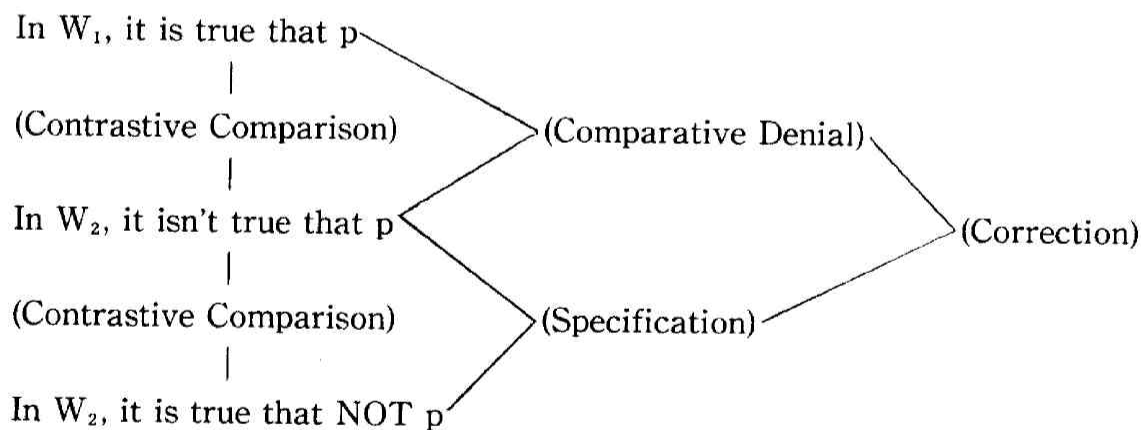 In W₁, it is true that p
(Contrastive Comparison)
(Comparative Denial)
In W₂, it isn't true that p
(Correction)
(Contrastive Comparison)
(Specification)
In W₂, it is true that NOT p